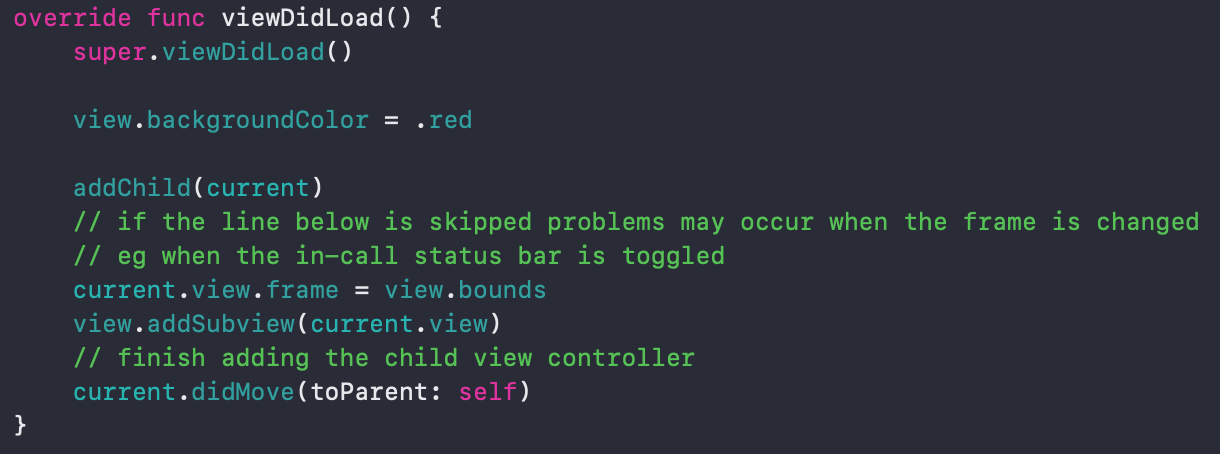 override func viewDidLoad() {
    super.viewDidLoad()

    view.backgroundColor = .red

    addChild(current)
    // if the line below is skipped problems may occur when the frame is changed
    // eg when the in-call status bar is toggled
    current.view.frame = view.bounds
    view.addSubview(current.view)
    // finish adding the child view controller
    current.didMove(toParent: self)
}